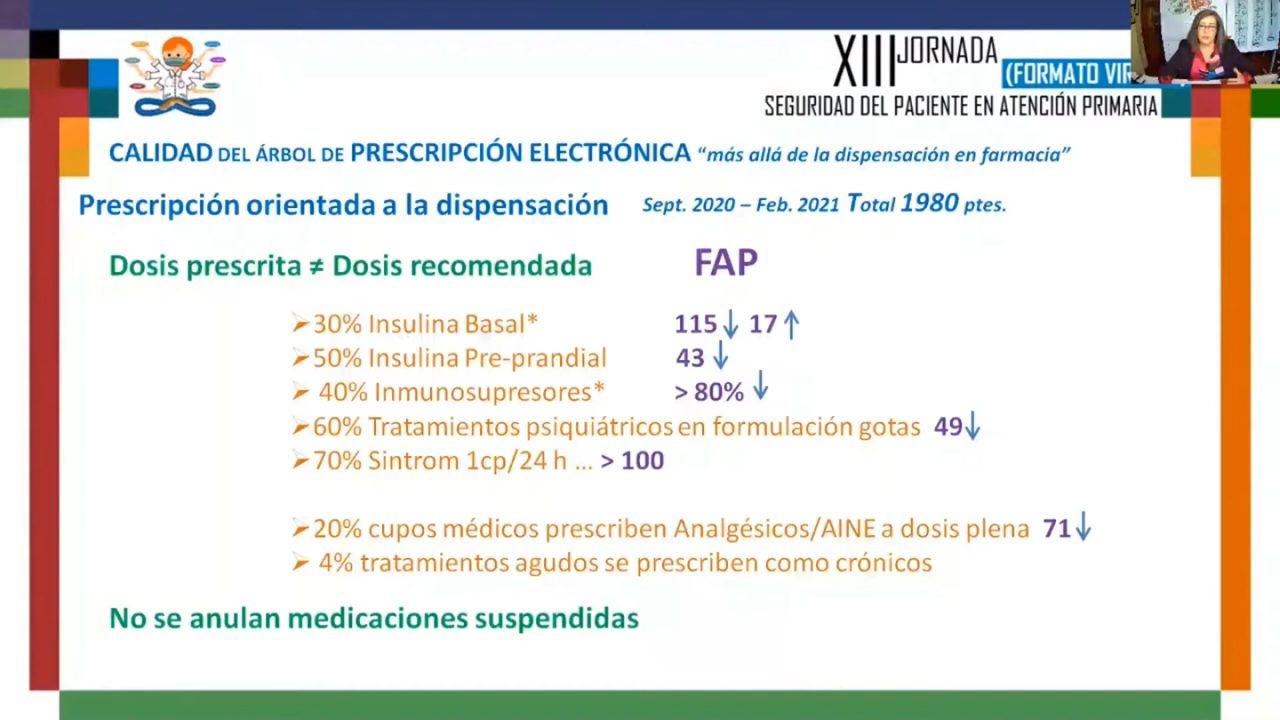 XIII JORNADA
(FORMATO
SEGURIDAD DEL PACIENTE EN ATENCIÓN PRIMARIA
CALIDAD DEL ÁRBOL DE PRESCRIPCIÓN ELECTRÓNICA “más allá de la dispensación en farmacia”
Prescripción orientada a la dispensación Sept. 2020 – Feb. 2021 Total 1980 ptes.
Dosis prescrita ≠ Dosis recomendada FAP
➢30% Insulina Basal* 115↓ 17↑
➢50% Insulina Pre-prandial 43↓
➢ 40% Inmunosupresores* > 80% ↓
➢60% Tratamientos psiquiátricos en formulación gotas 49↓
➢70% Sintrom 1cp/24 h ... > 100
➢20% cupos médicos prescriben Analgésicos/AINE a dosis plena 71↓
➢ 4% tratamientos agudos se prescriben como crónicos
No se anulan medicaciones suspendidas